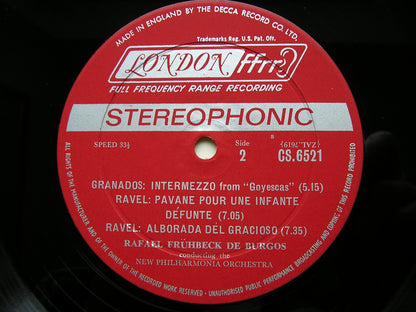 MADE IN ENGLAND BY THE DECCA RECORD CO. LTD.
Trademarks Reg. U.S. Pat. Off.
LONDON ffrr
FULL FREQUENCY RANGE RECORDING
STEREOPHONIC
SPEED 33⅓
Side
2
CS.6521
GRANADOS: INTERMEZZO from "Goyescas" (5.15)
RAVEL: PAVANE POUR UNE INFANTE
DÉFUNTE (7.05)
RAVEL: ALBORADA DEL GRACIOSO (7.35)
RAFAEL FRÜHBECK DE BURGOS
conducting the
NEW PHILHARMONIA ORCHESTRA
ALL RIGHTS OF THE MANUFACTURER AND OF THE OWNER OF THE RECORDED WORK RESERVED · UNAUTHORISED PUBLIC PERFORMANCE, BROADCASTING AND COPYING OF THIS RECORD PROHIBITED